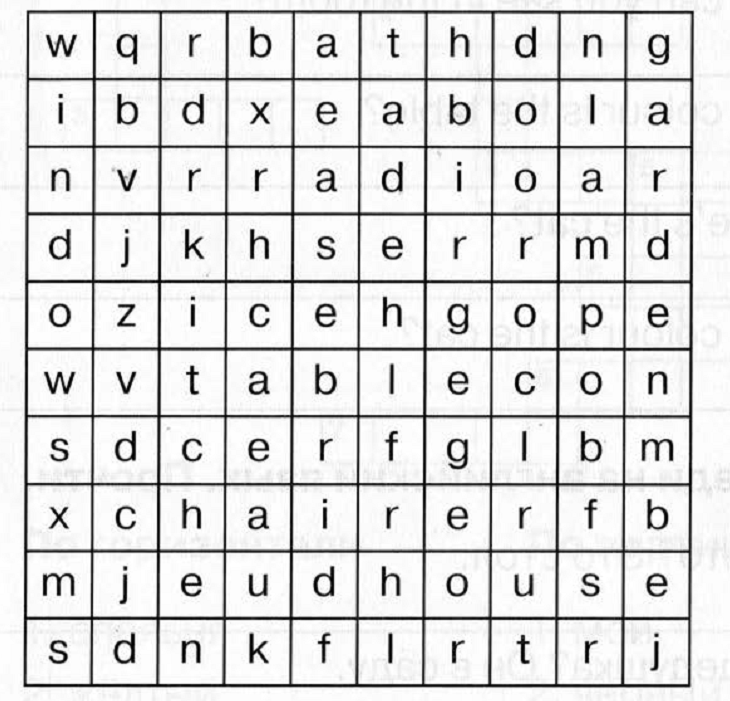 w q r b a t h d n g
i b d x e a b o l a
n v r r a d i o a r
d j k h s e r r m d
o z i c e h g o p e
w v t a b l e c o n
s d c e r f g l b m
x c h a i r e r f b
m j e u d h o u s e
s d n k f l r t r j